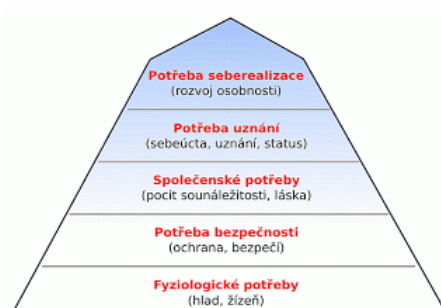 Potřeba seberealizace
(rozvoj osobnosti)
Potřeba uznání
(sebeúcta, uznání, status)
Společenské potřeby
(pocit sounáležitosti, láska)
Potřeba bezpečnosti
(ochrana, bezpečí)
Fyziologické potřeby
(hlad, žízeň)